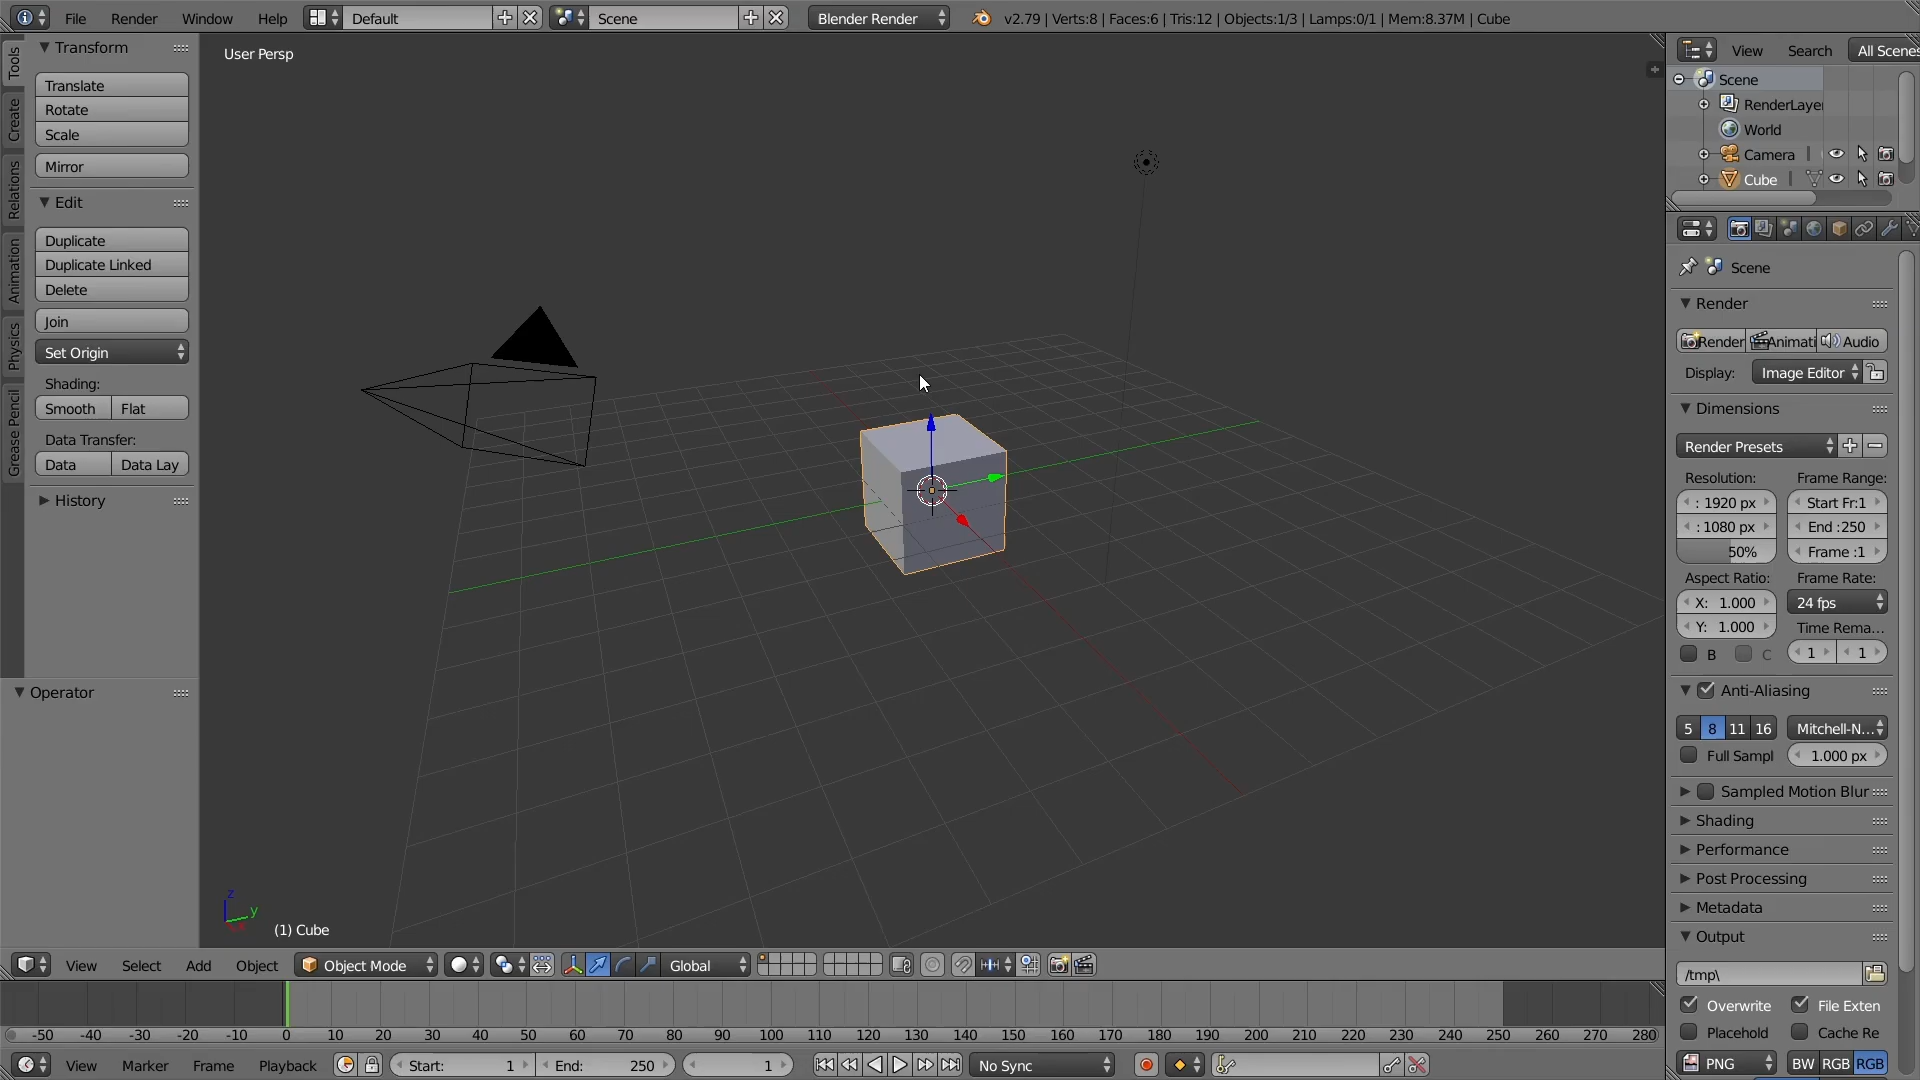 File Render Window Help Default Scene Blender Render v2.79 | Verts:8 | Faces:6 | Tris:12 | Objects:1/3 | Lamps:0/1 | Mem:8.37M | Cube
Tools
Create
Relations
Animation
Physics
Grease Pencil
Transform
Translate
Rotate
Scale
Mirror
Edit
Duplicate
Duplicate Linked
Delete
Join
Set Origin
Shading:
Smooth Flat
Data Transfer:
Data Data Lay
History
Operator
User Persp
z
y
x
(1) Cube
View Select Add Object Object Mode Global
-50 -40 -30 -20 -10 0 10 20 30 40 50 60 70 80 90 100 110 120 130 140 150 160 170 180 190 200 210 220 230 240 250 260 270 280
View Marker Frame Playback Start: 1 End: 250 1 No Sync
View Search All Scenes
Scene
RenderLayer
World
Camera
Cube
Scene
Render
Render Animati Audio
Display: Image Editor
Dimensions
Render Presets
Resolution: Frame Range:
: 1920 px Start Fr:1
: 1080 px End :250
50% Frame :1
Aspect Ratio: Frame Rate:
X: 1.000 24 fps
Y: 1.000 Time Rema...
B C 1 1
Anti-Aliasing
5 8 11 16 Mitchell-N...
Full Sampl 1.000 px
Sampled Motion Blur
Shading
Performance
Post Processing
Metadata
Output
/tmp\
Overwrite File Exten
Placehold Cache Re
PNG BW RGB RGB